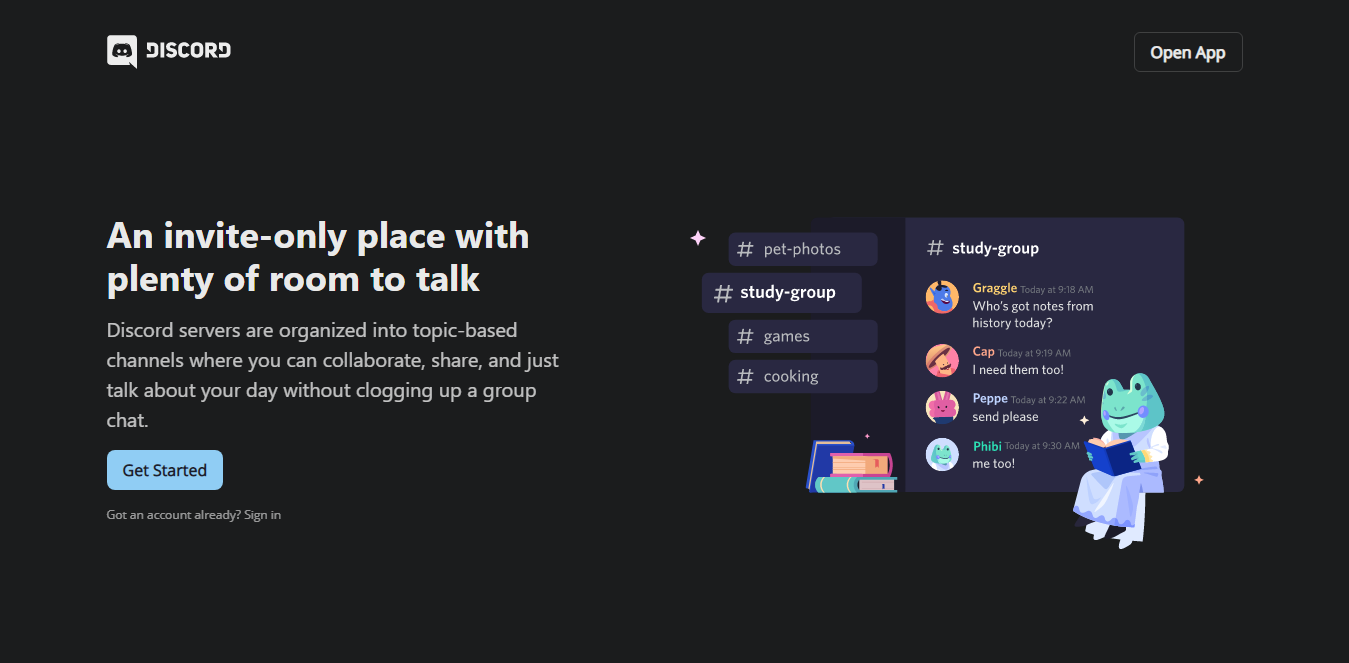 DISCORD
Open App
An invite-only place with
plenty of room to talk
Discord servers are organized into topic-based
channels where you can collaborate, share, and just
talk about your day without clogging up a group
chat.
Get Started
Got an account already? Sign in
# pet-photos
# study-group
# games
# cooking
# study-group
Graggle Today at 9:18 AM
Who's got notes from
history today?
Cap Today at 9:19 AM
I need them too!
Peppe Today at 9:22 AM
send please
Phibi Today at 9:30 AM
me too!